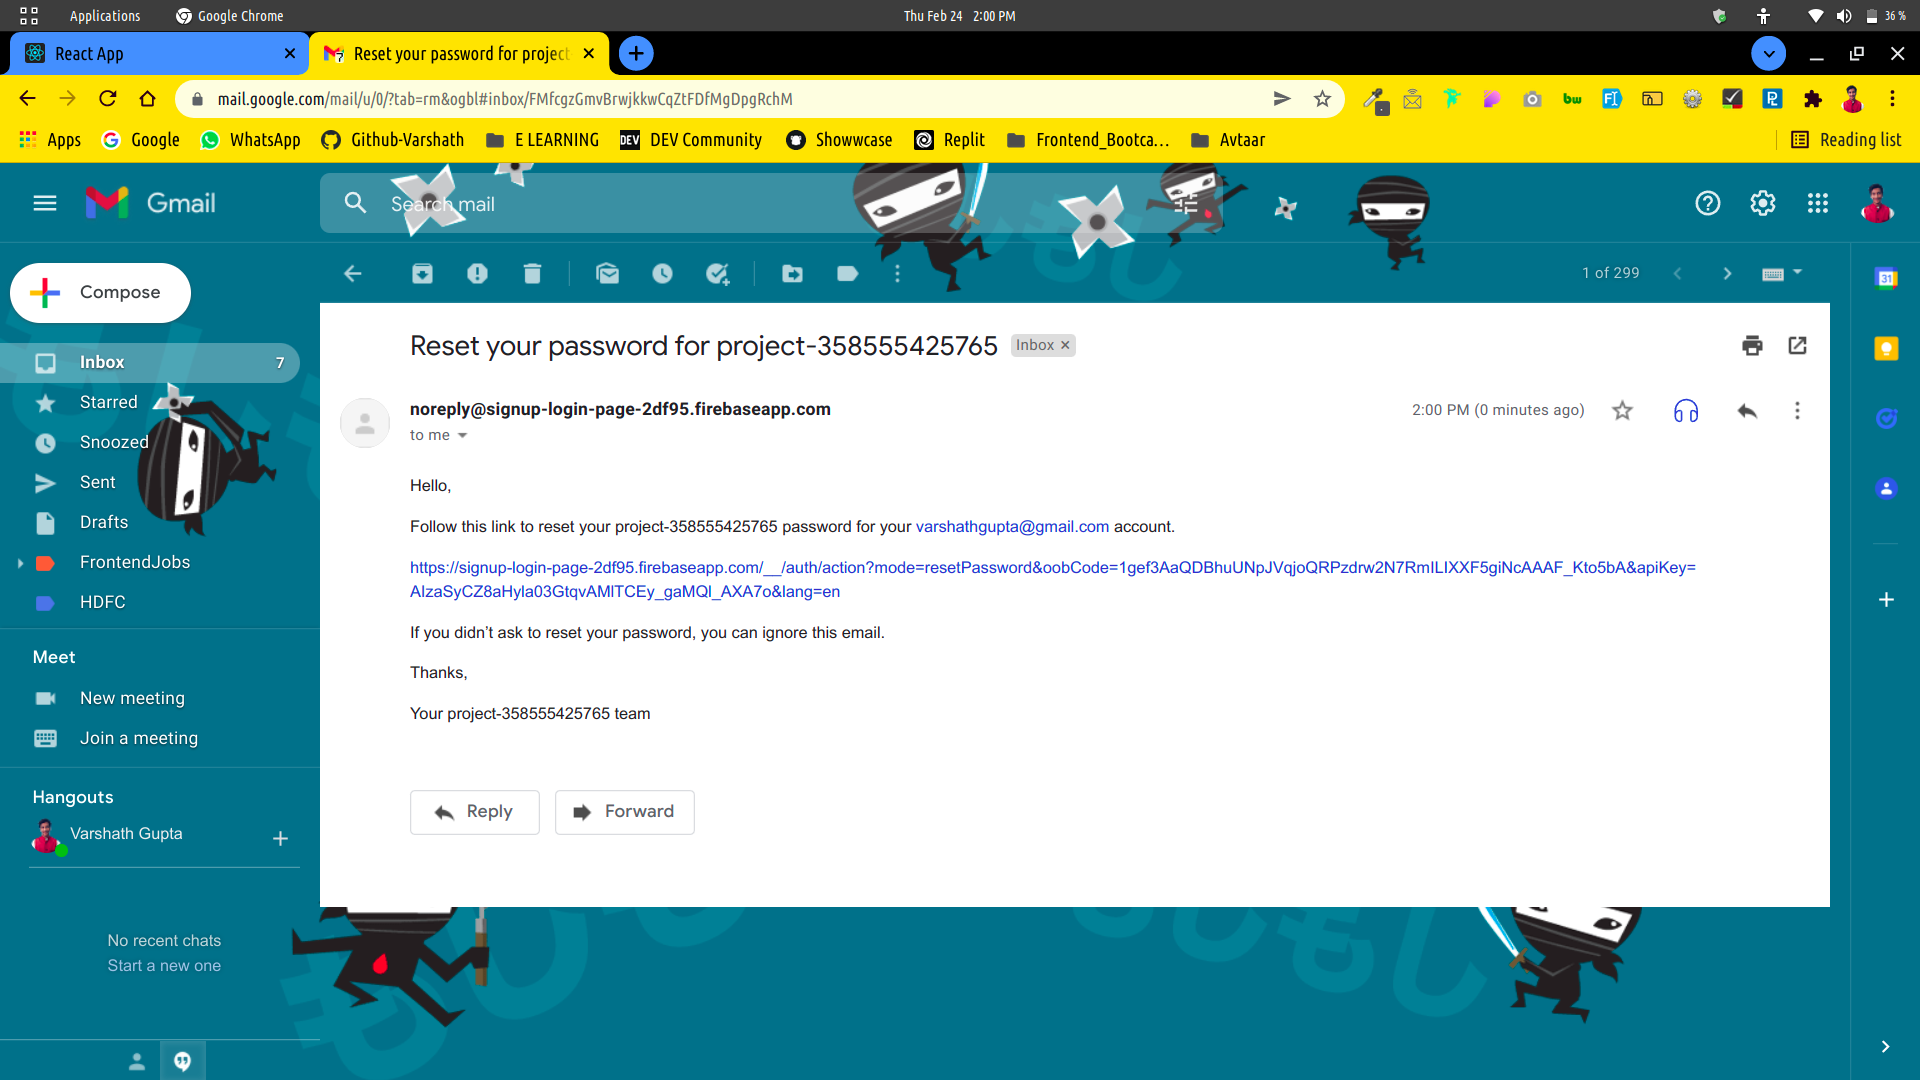 Applications Google Chrome Thu Feb 24 2:00 PM 36 %
React App Reset your password for project-
mail.google.com/mail/u/0/?tab=rm&ogbl#inbox/FMfcgzGmvBrwjkkwCqZtFDfMgDpgRchM
Apps Google WhatsApp Github-Varshath E LEARNING DEV DEV Community Showwcase Replit Frontend_Bootca... Avtaar Reading list
Gmail Search mail
1 of 299
Compose
Reset your password for project-358555425765 Inbox
Inbox 7
Starred
Snoozed
Sent
Drafts
FrontendJobs
HDFC
Meet
New meeting
Join a meeting
Hangouts
Varshath Gupta
No recent chats
Start a new one
noreply@signup-login-page-2df95.firebaseapp.com 2:00 PM (0 minutes ago)
to me
Hello,
Follow this link to reset your project-358555425765 password for your varshathgupta@gmail.com account.
https://signup-login-page-2df95.firebaseapp.com/__/auth/action?mode=resetPassword&oobCode=1gef3AaQDBhuUNpJVqjoQRPzdrw2N7RmILIXXF5giNcAAAF_Kto5bA&apiKey=
AIzaSyCZ8aHyla03GtqvAMlTCEy_gaMQl_AXA7o&lang=en
If you didn’t ask to reset your password, you can ignore this email.
Thanks,
Your project-358555425765 team
Reply Forward